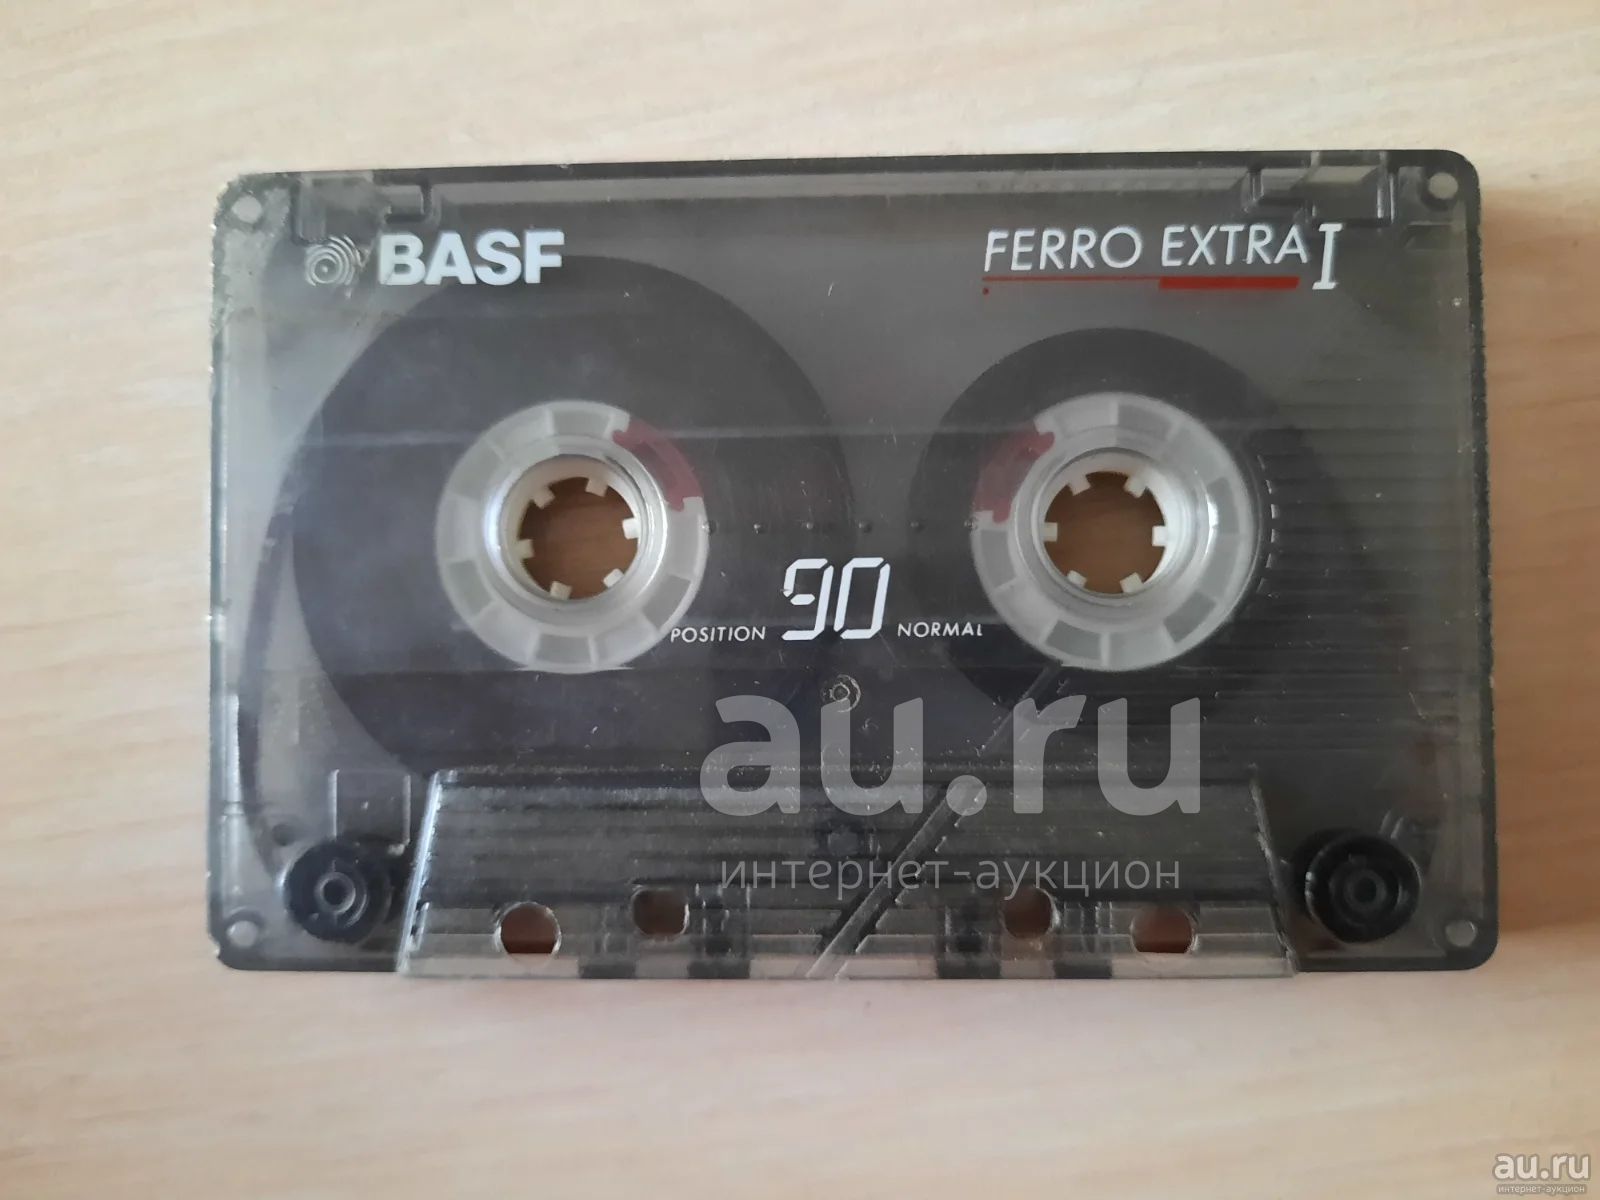 BASF
FERRO EXTRA I
POSITION 90 NORMAL
au.ru
интернет-аукцион
au.ru
интернет-аукцион